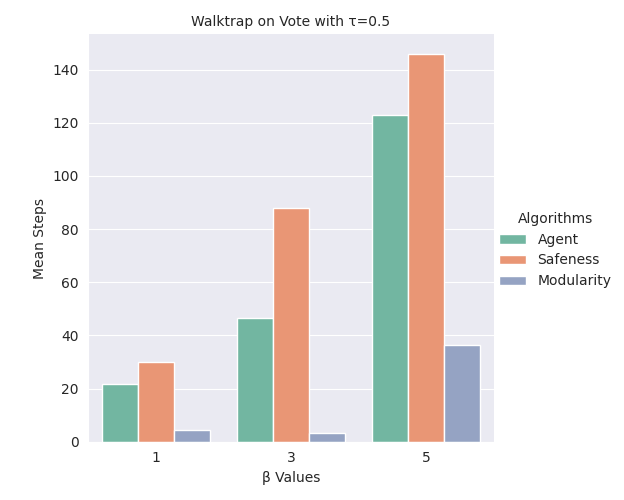 Walktrap on Vote with τ=0.5
Mean Steps
140
120
100
80
60
40
20
0
1 3 5
β Values
Algorithms
Agent
Safeness
Modularity